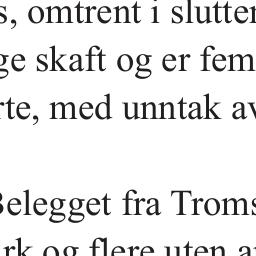 s, omtrent i slutten
ge skaft og er fem
rte, med unntak av
Belegget fra Troms
rk og flere uten a